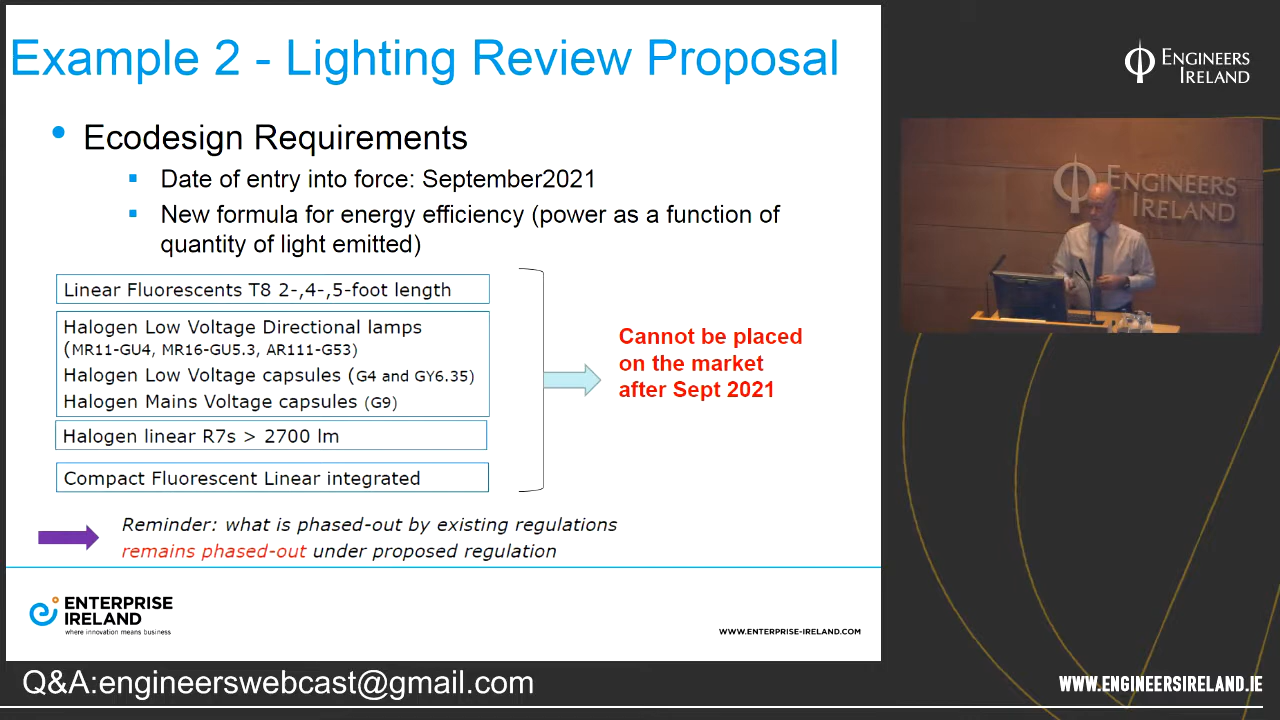 Example 2 - Lighting Review Proposal
• Ecodesign Requirements
▪ Date of entry into force: September2021
▪ New formula for energy efficiency (power as a function of
quantity of light emitted)
Linear Fluorescents T8 2-,4-,5-foot length
Halogen Low Voltage Directional lamps
(MR11-GU4, MR16-GU5.3, AR111-G53)
Halogen Low Voltage capsules (G4 and GY6.35)
Halogen Mains Voltage capsules (G9)
Halogen linear R7s > 2700 lm
Compact Fluorescent Linear integrated
Cannot be placed
on the market
after Sept 2021
Reminder: what is phased-out by existing regulations
remains phased-out under proposed regulation
ENTERPRISE
IRELAND
where innovation means business
WWW.ENTERPRISE-IRELAND.COM
ENGINEERS
IRELAND
ENGINEERS
IRELAND
Q&A:engineerswebcast@gmail.com
WWW.ENGINEERSIRELAND.IE